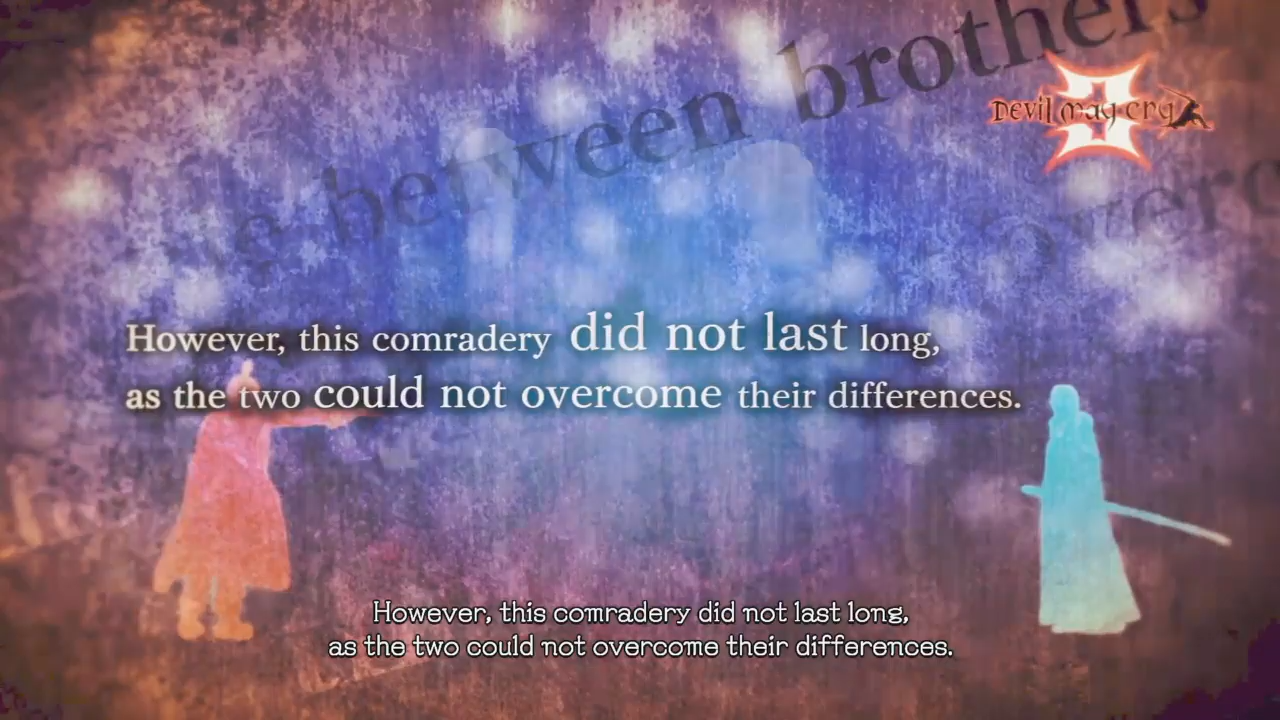 between brothers
Devil may cry
3
However, this comradery did not last long,
as the two could not overcome their differences.
However, this comradery did not last long,
as the two could not overcome their differences.